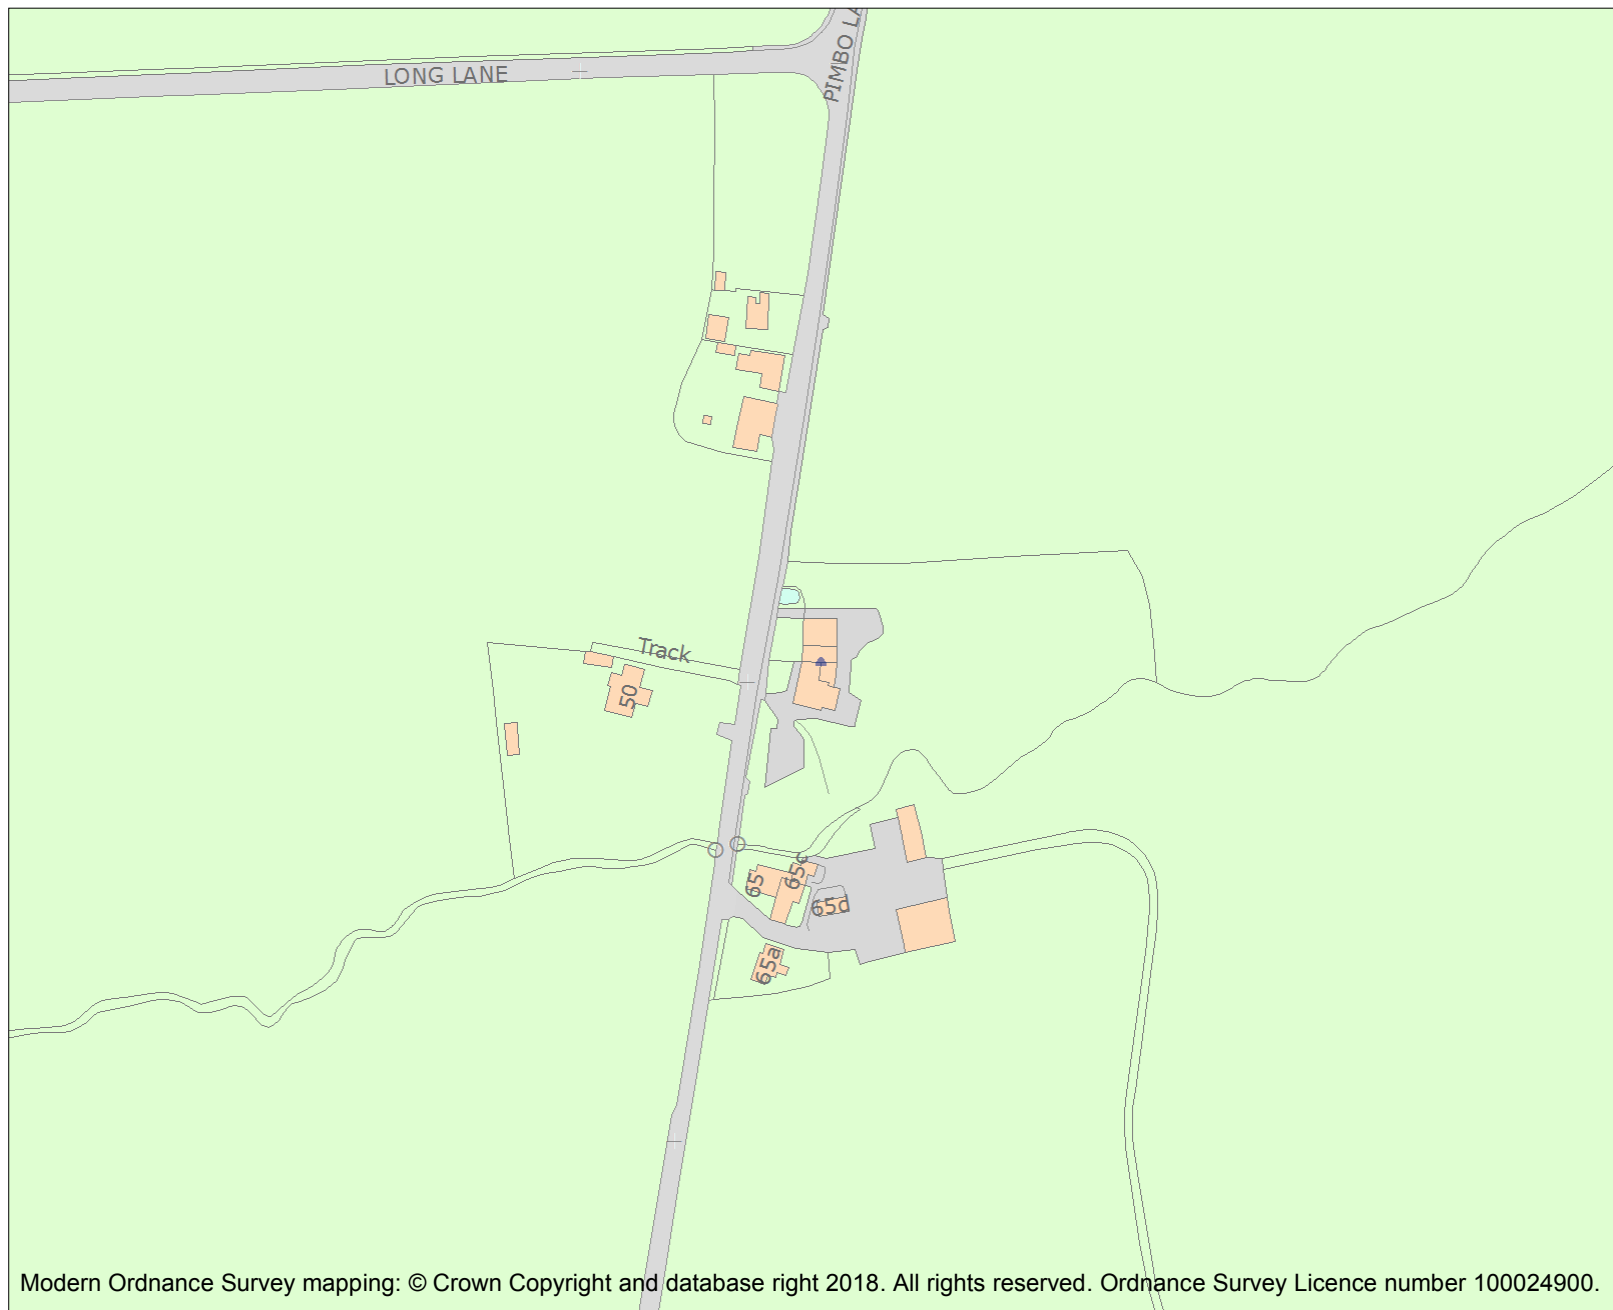 LONG LANE
PIMBO LA
Track
50
65
65c
65d
65a
Modern Ordnance Survey mapping: © Crown Copyright and database right 2018. All rights reserved. Ordnance Survey Licence number 100024900.